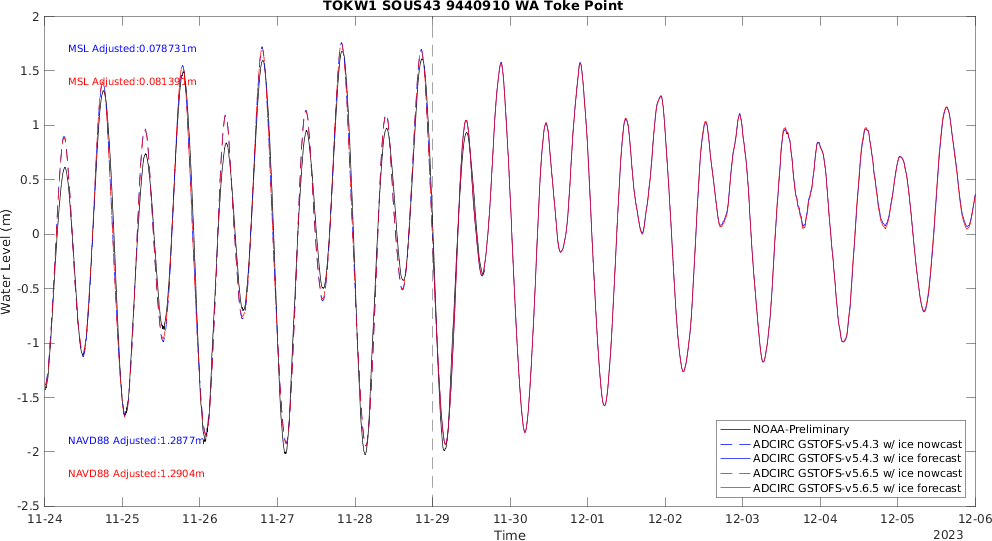 TOKW1 SOUS43 9440910 WA Toke Point
MSL Adjusted:0.078731m
MSL Adjusted:0.081391m
NAVD88 Adjusted:1.2877m
NAVD88 Adjusted:1.2904m
Water Level (m)
2
1.5
1
0.5
0
-0.5
-1
-1.5
-2
-2.5
NOAA-Preliminary
ADCIRC GSTOFS-v5.4.3 w/ ice nowcast
ADCIRC GSTOFS-v5.4.3 w/ ice forecast
ADCIRC GSTOFS-v5.6.5 w/ ice nowcast
ADCIRC GSTOFS-v5.6.5 w/ ice forecast
11-24 11-25 11-26 11-27 11-28 11-29 11-30 12-01 12-02 12-03 12-04 12-05 12-06
Time
2023